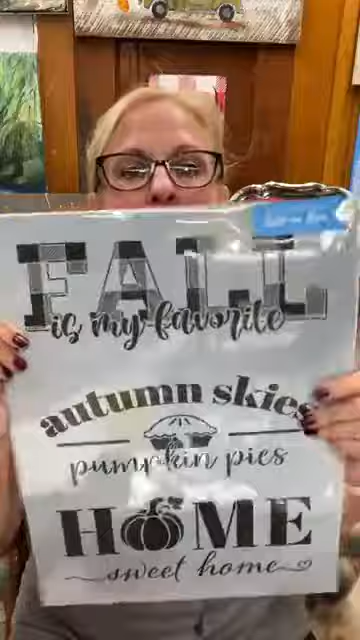 FALL
is my favorite
autumn skies
pumpkin pies
HOME
sweet home